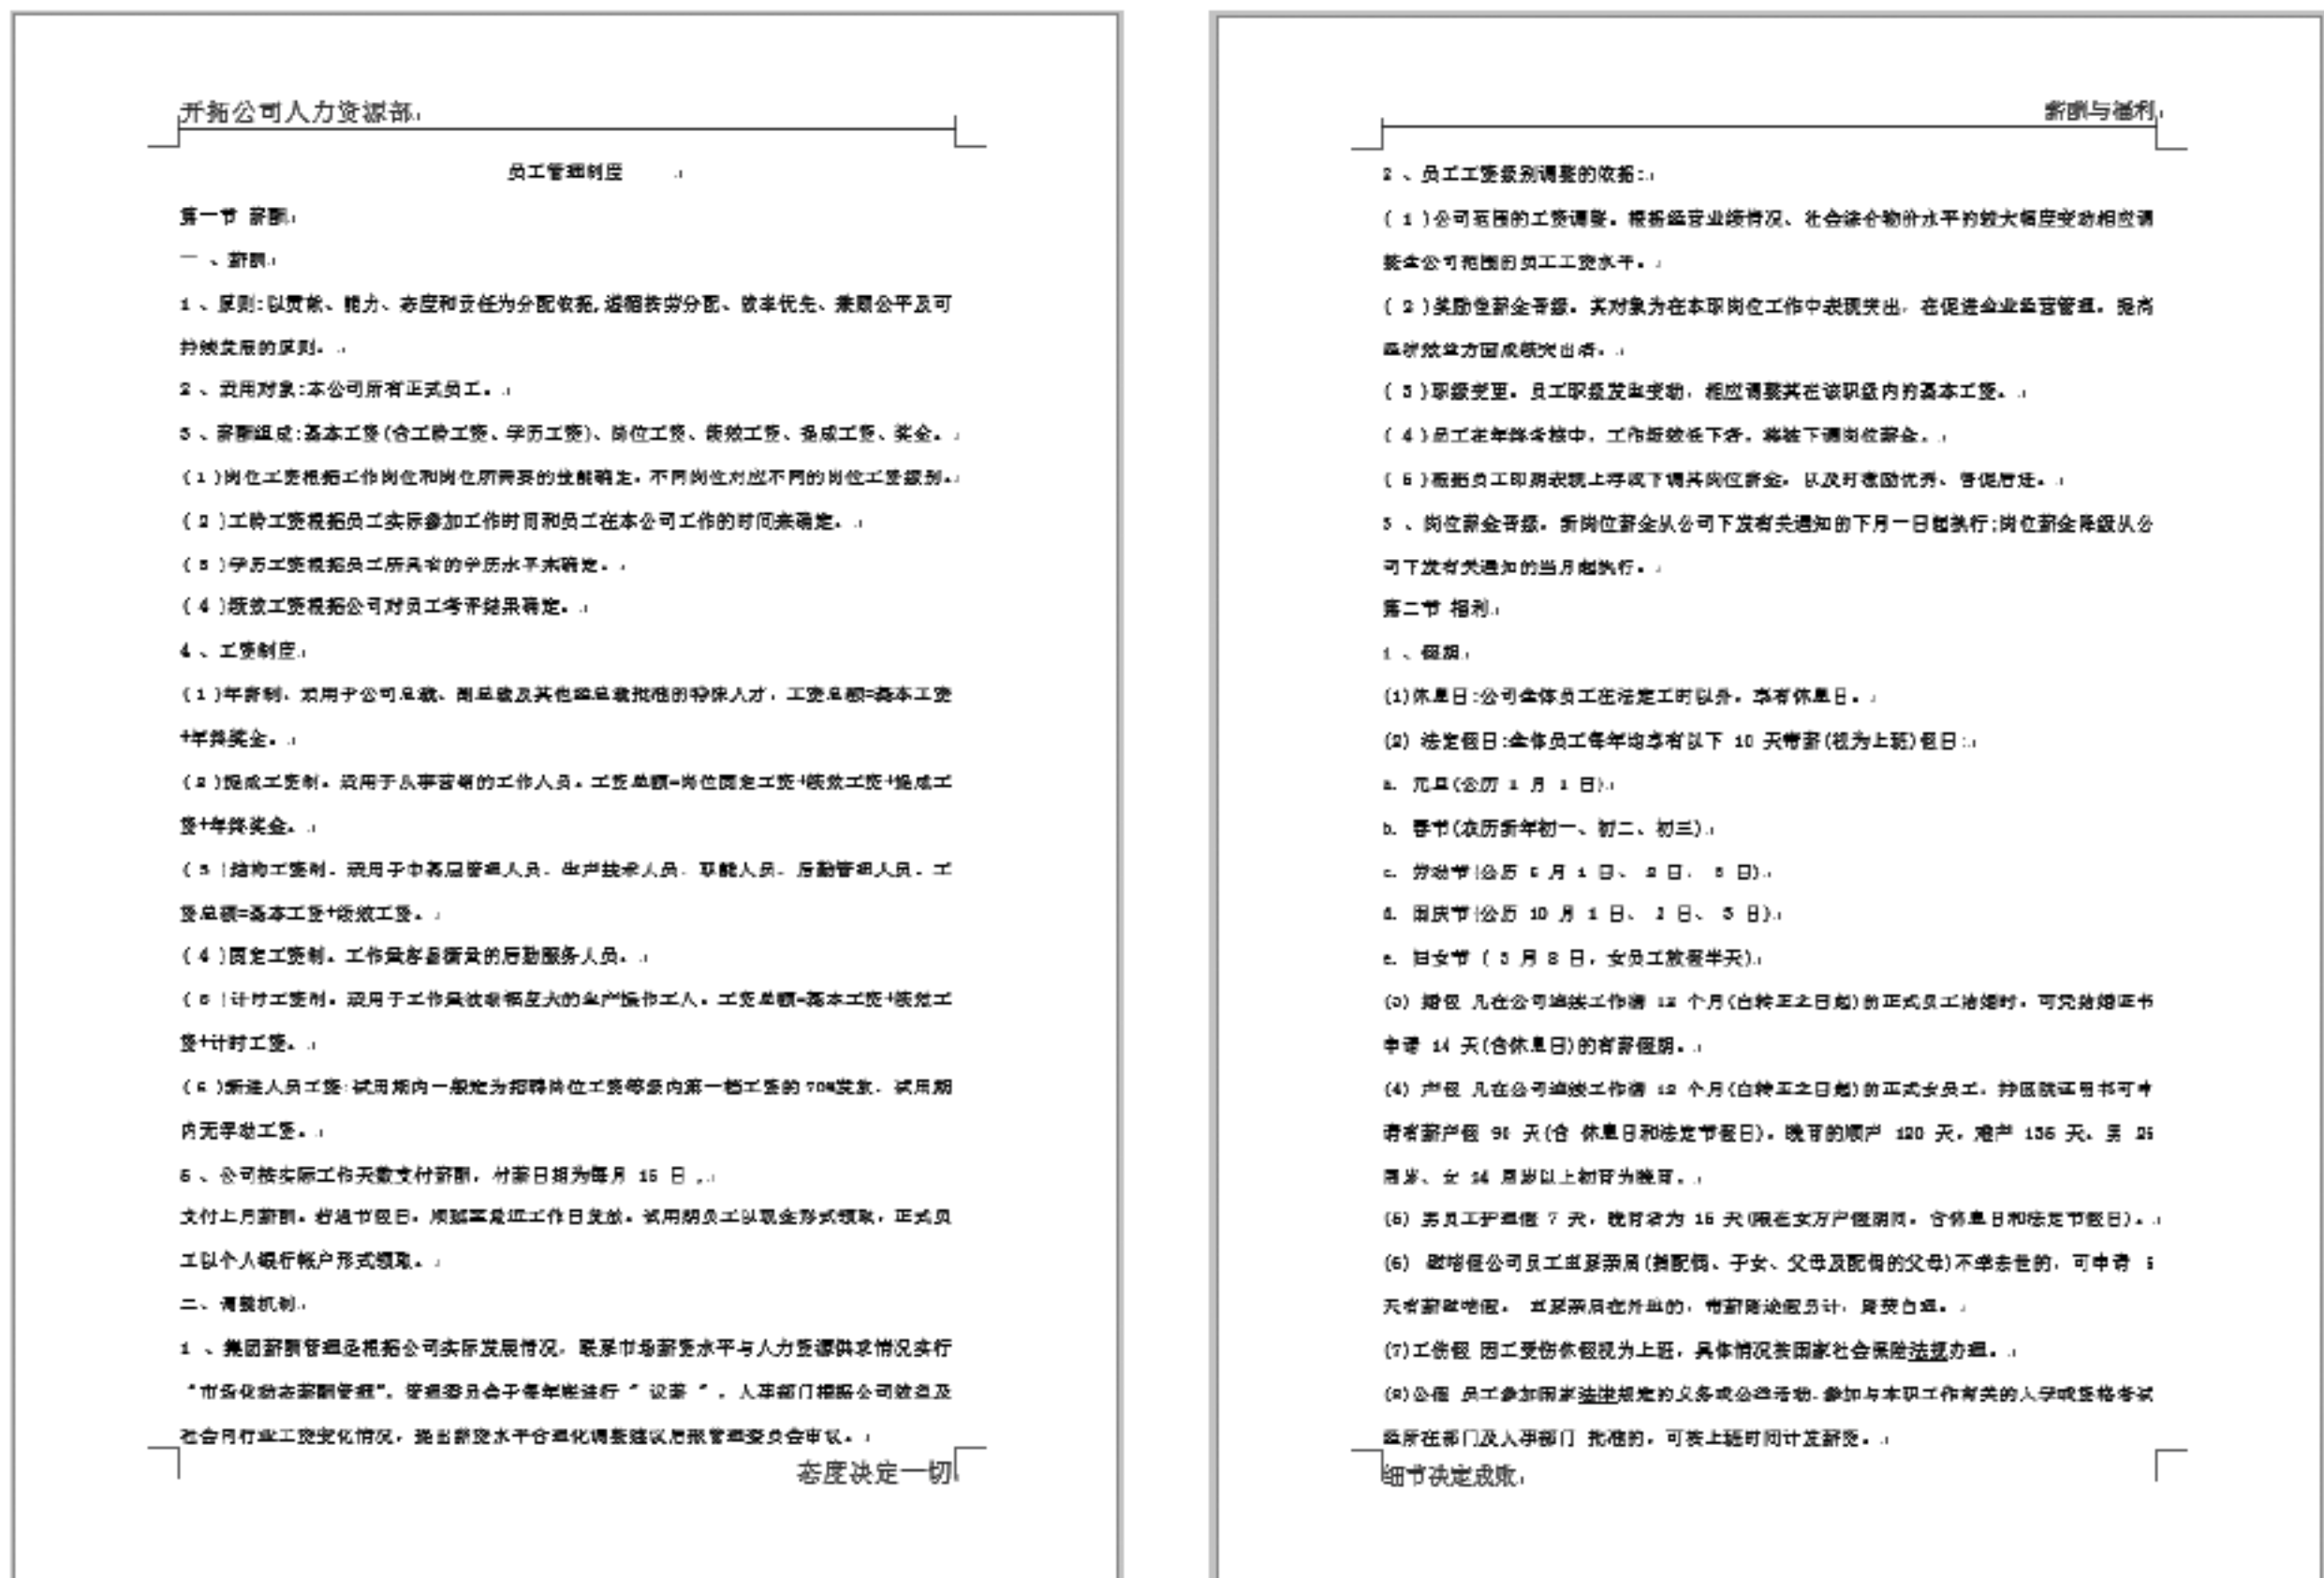 开拓公司人力资源部
员工管理制度
第一节 薪酬
一 、薪酬
1 、原则:以贡献、能力、态度和责任为分配依据,遵循按劳分配、效率优先、兼顾公平及可
持续发展的原则。
2 、适用对象:本公司所有正式员工。
3 、薪酬组成:基本工资(含工龄工资、学历工资)、岗位工资、绩效工资、提成工资、奖金。
( 1 )岗位工资根据工作岗位和岗位所需要的技能确定。不同岗位对应不同的岗位工资级别。
( 2 )工龄工资根据员工实际参加工作时间和员工在本公司工作的时间来确定。
( 3 )学历工资根据员工所具有的学历水平来确定。
( 4 )绩效工资根据公司对员工考评结果确定。
4 、工资制度
( 1 )年薪制。适用于公司总裁、副总裁及其他经总裁批准的特殊人才。工资总额=基本工资
+年终奖金。
( 2 )提成工资制。适用于从事营销的工作人员。工资总额=岗位固定工资+绩效工资+提成工
资+年终奖金。
( 3 )结构工资制。适用于中基层管理人员、生产技术人员、职能人员、后勤管理人员。工
资总额=基本工资+绩效工资。
( 4 )固定工资制。工作量容易衡量的后勤服务人员。
( 5 )计时工资制。适用于工作量波动幅度大的生产操作工人。工资总额=基本工资+绩效工
资+计时工资。
( 6 )新进人员工资:试用期内一般定为招聘岗位工资等级内第一档工资的 70%发放。试用期
内无浮动工资。
5 、公司按实际工作天数支付薪酬，付薪日期为每月 15 日 ，
支付上月薪酬。若遇节假日，顺延至最近工作日发放。试用期员工以现金形式领取，正式员
工以个人银行帐户形式领取。
二、调整机制
1 、集团薪酬管理是根据公司实际发展情况，联系市场薪资水平与人力资源供求情况实行
“市场化动态薪酬管理”。管理委员会于每年底进行 “ 议薪 ” ，人事部门根据公司效益及
社会同行业工资变化情况，提出薪资水平合理化调整建议后报管理委员会审议。
态度决定一切
薪酬与福利
2 、员工工资级别调整的依据:
( 1 )公司范围的工资调整。根据经营业绩情况、社会综合物价水平的较大幅度变动相应调
整全公司范围的员工工资水平。
( 2 )奖励性薪金晋级。其对象为在本职岗位工作中表现突出，在促进企业经营管理，提高
经济效益方面成绩突出者。
( 3 )职级变更。员工职级发生变动，相应调整其在该职级内的基本工资。
( 4 )员工在年终考核中，工作绩效低下者，将被下调岗位薪金。
( 5 )根据员工即期表现上浮或下调其岗位薪金，以及时激励优秀、督促后进。
3 、岗位薪金晋级，新岗位薪金从公司下发有关通知的下月一日起执行;岗位薪金降级从公
司下发有关通知的当月起执行。
第二节 福利
1 、假期
(1)休息日:公司全体员工在法定工时以外，享有休息日。
(2) 法定假日:全体员工每年均享有以下 10 天带薪(视为上班)假日:
a. 元旦(公历 1 月 1 日)
b. 春节(农历新年初一、初二、初三)
c. 劳动节(公历 5 月 1 日、 2 日、 3 日)
d. 国庆节(公历 10 月 1 日、 2 日、 3 日)
e. 妇女节 ( 3 月 8 日，女员工放假半天)
(3) 婚假 凡在公司连续工作满 12 个月(自转正之日起)的正式员工结婚时，可凭结婚证书
申请 14 天(含休息日)的有薪假期。
(4) 产假 凡在公司连续工作满 12 个月(自转正之日起)的正式女员工，持医院证明书可申
请有薪产假 90 天(含 休息日和法定节假日)，晚育的顺产 120 天，难产 135 天。男 25
周岁、女 24 周岁以上初育为晚育。
(5) 男员工护理假 7 天，晚育者为 15 天(限在女方产假期间，含休息日和法定节假日)。
(6) 慰唁假公司员工直系亲属(指配偶、子女、父母及配偶的父母)不幸去世的，可申请 5
天有薪慰唁假。 直系亲属在外地的，带薪路途假另计，路费自理。
(7)工伤假 因工受伤休假视为上班，具体情况按国家社会保险法规办理。
(8)公假 员工参加国家法律规定的义务或公益活动,参加与本职工作有关的入学或资格考试
经所在部门及人事部门 批准的，可按上班时间计发薪资。
细节决定成败